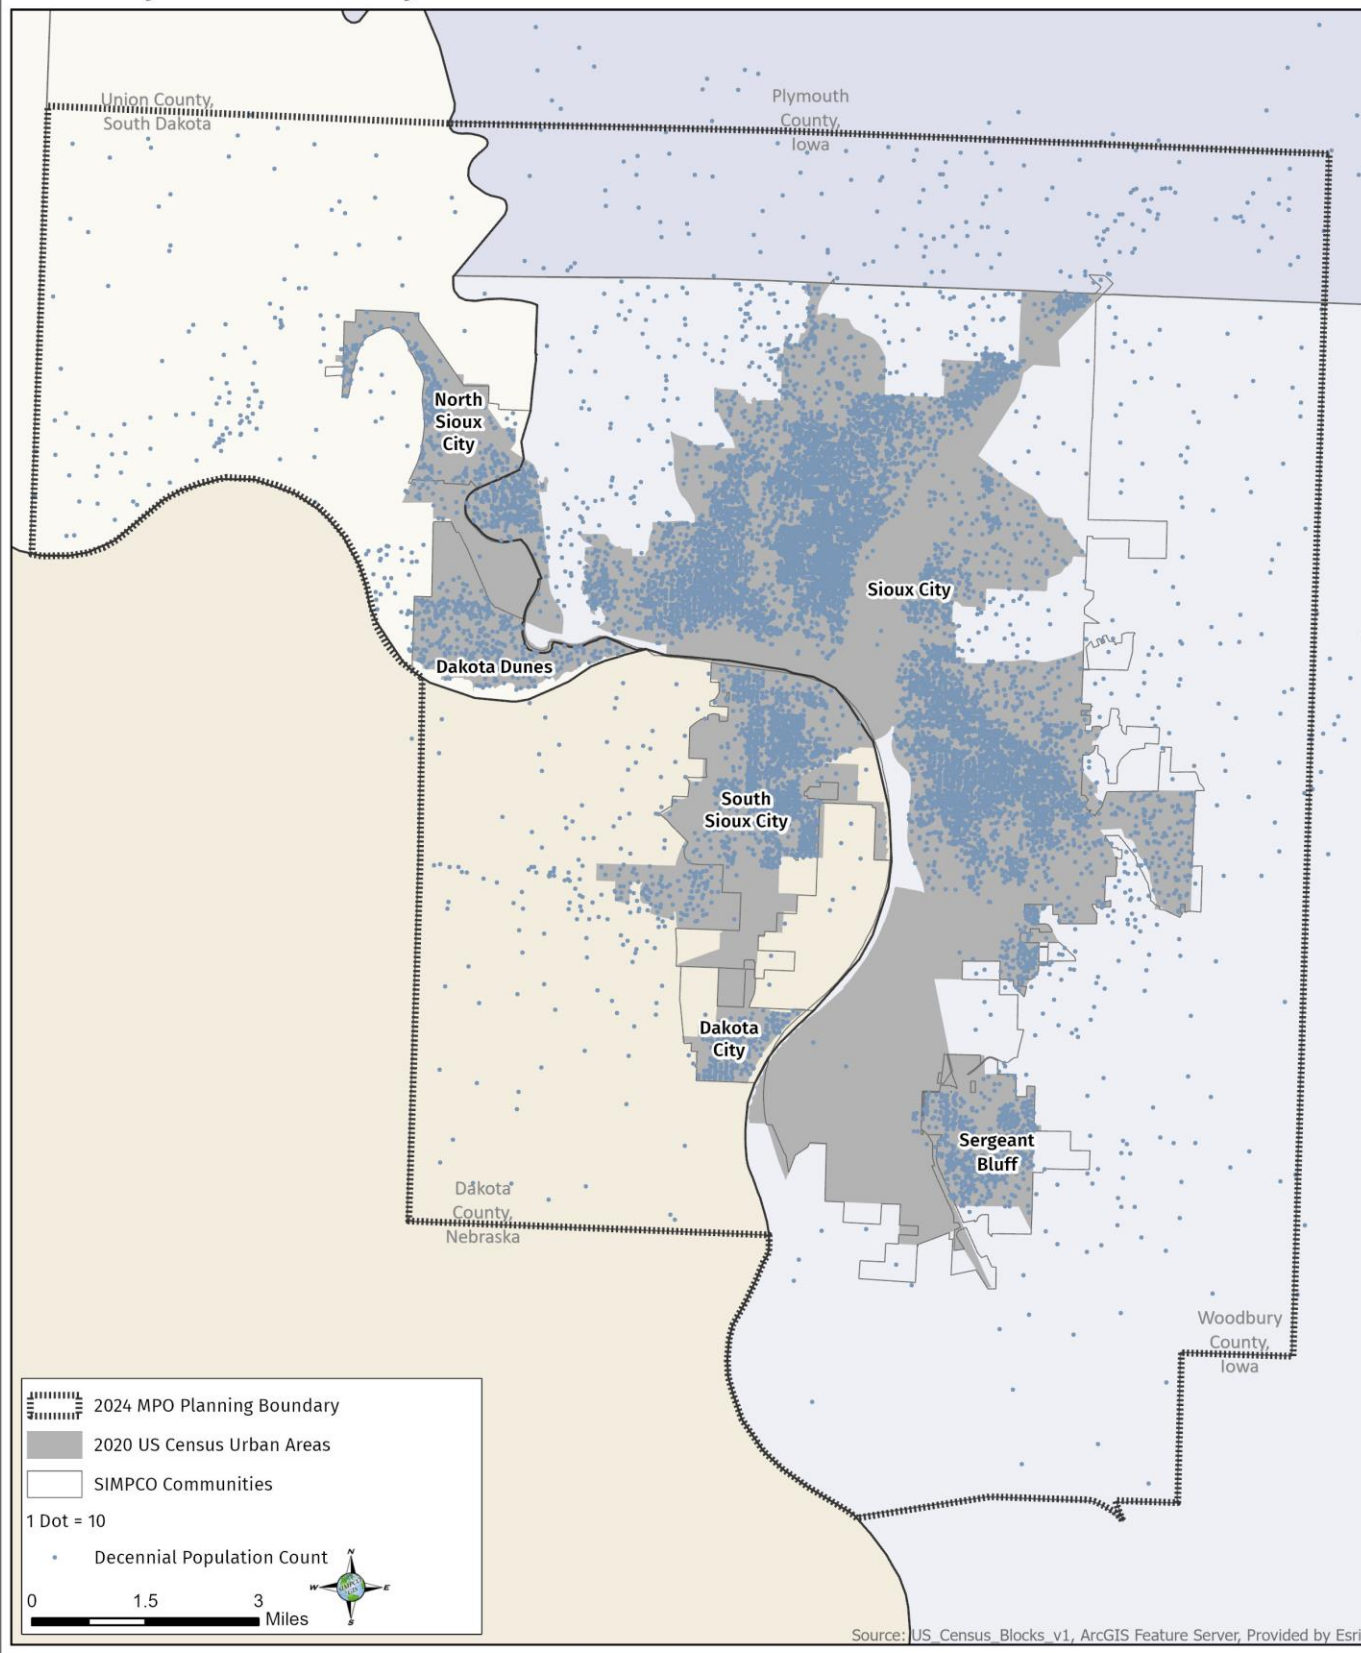 Union County,
South Dakota
Plymouth
County,
Iowa
North
Sioux
City
Sioux City
Dakota Dunes
South
Sioux City
Dakota
City
Sergeant
Bluff
Dakota
County,
Nebraska
Woodbury
County,
Iowa
2024 MPO Planning Boundary
2020 US Census Urban Areas
SIMPCO Communities
1 Dot = 10
Decennial Population Count
N
W
E
SIMPCO
GIS
S
0 1.5 3
Miles
Source: US_Census_Blocks_v1, ArcGIS Feature Server, Provided by Esri